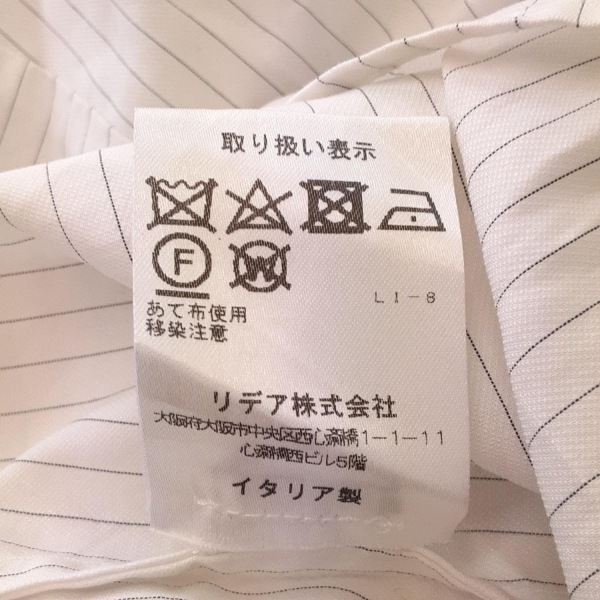 取り扱い表示
F W
LI-8
あて布使用
移染注意
リデア株式会社
大阪府大阪市中央区西心斎橋1-1-11
心斎橋西ビル5階
イタリア製